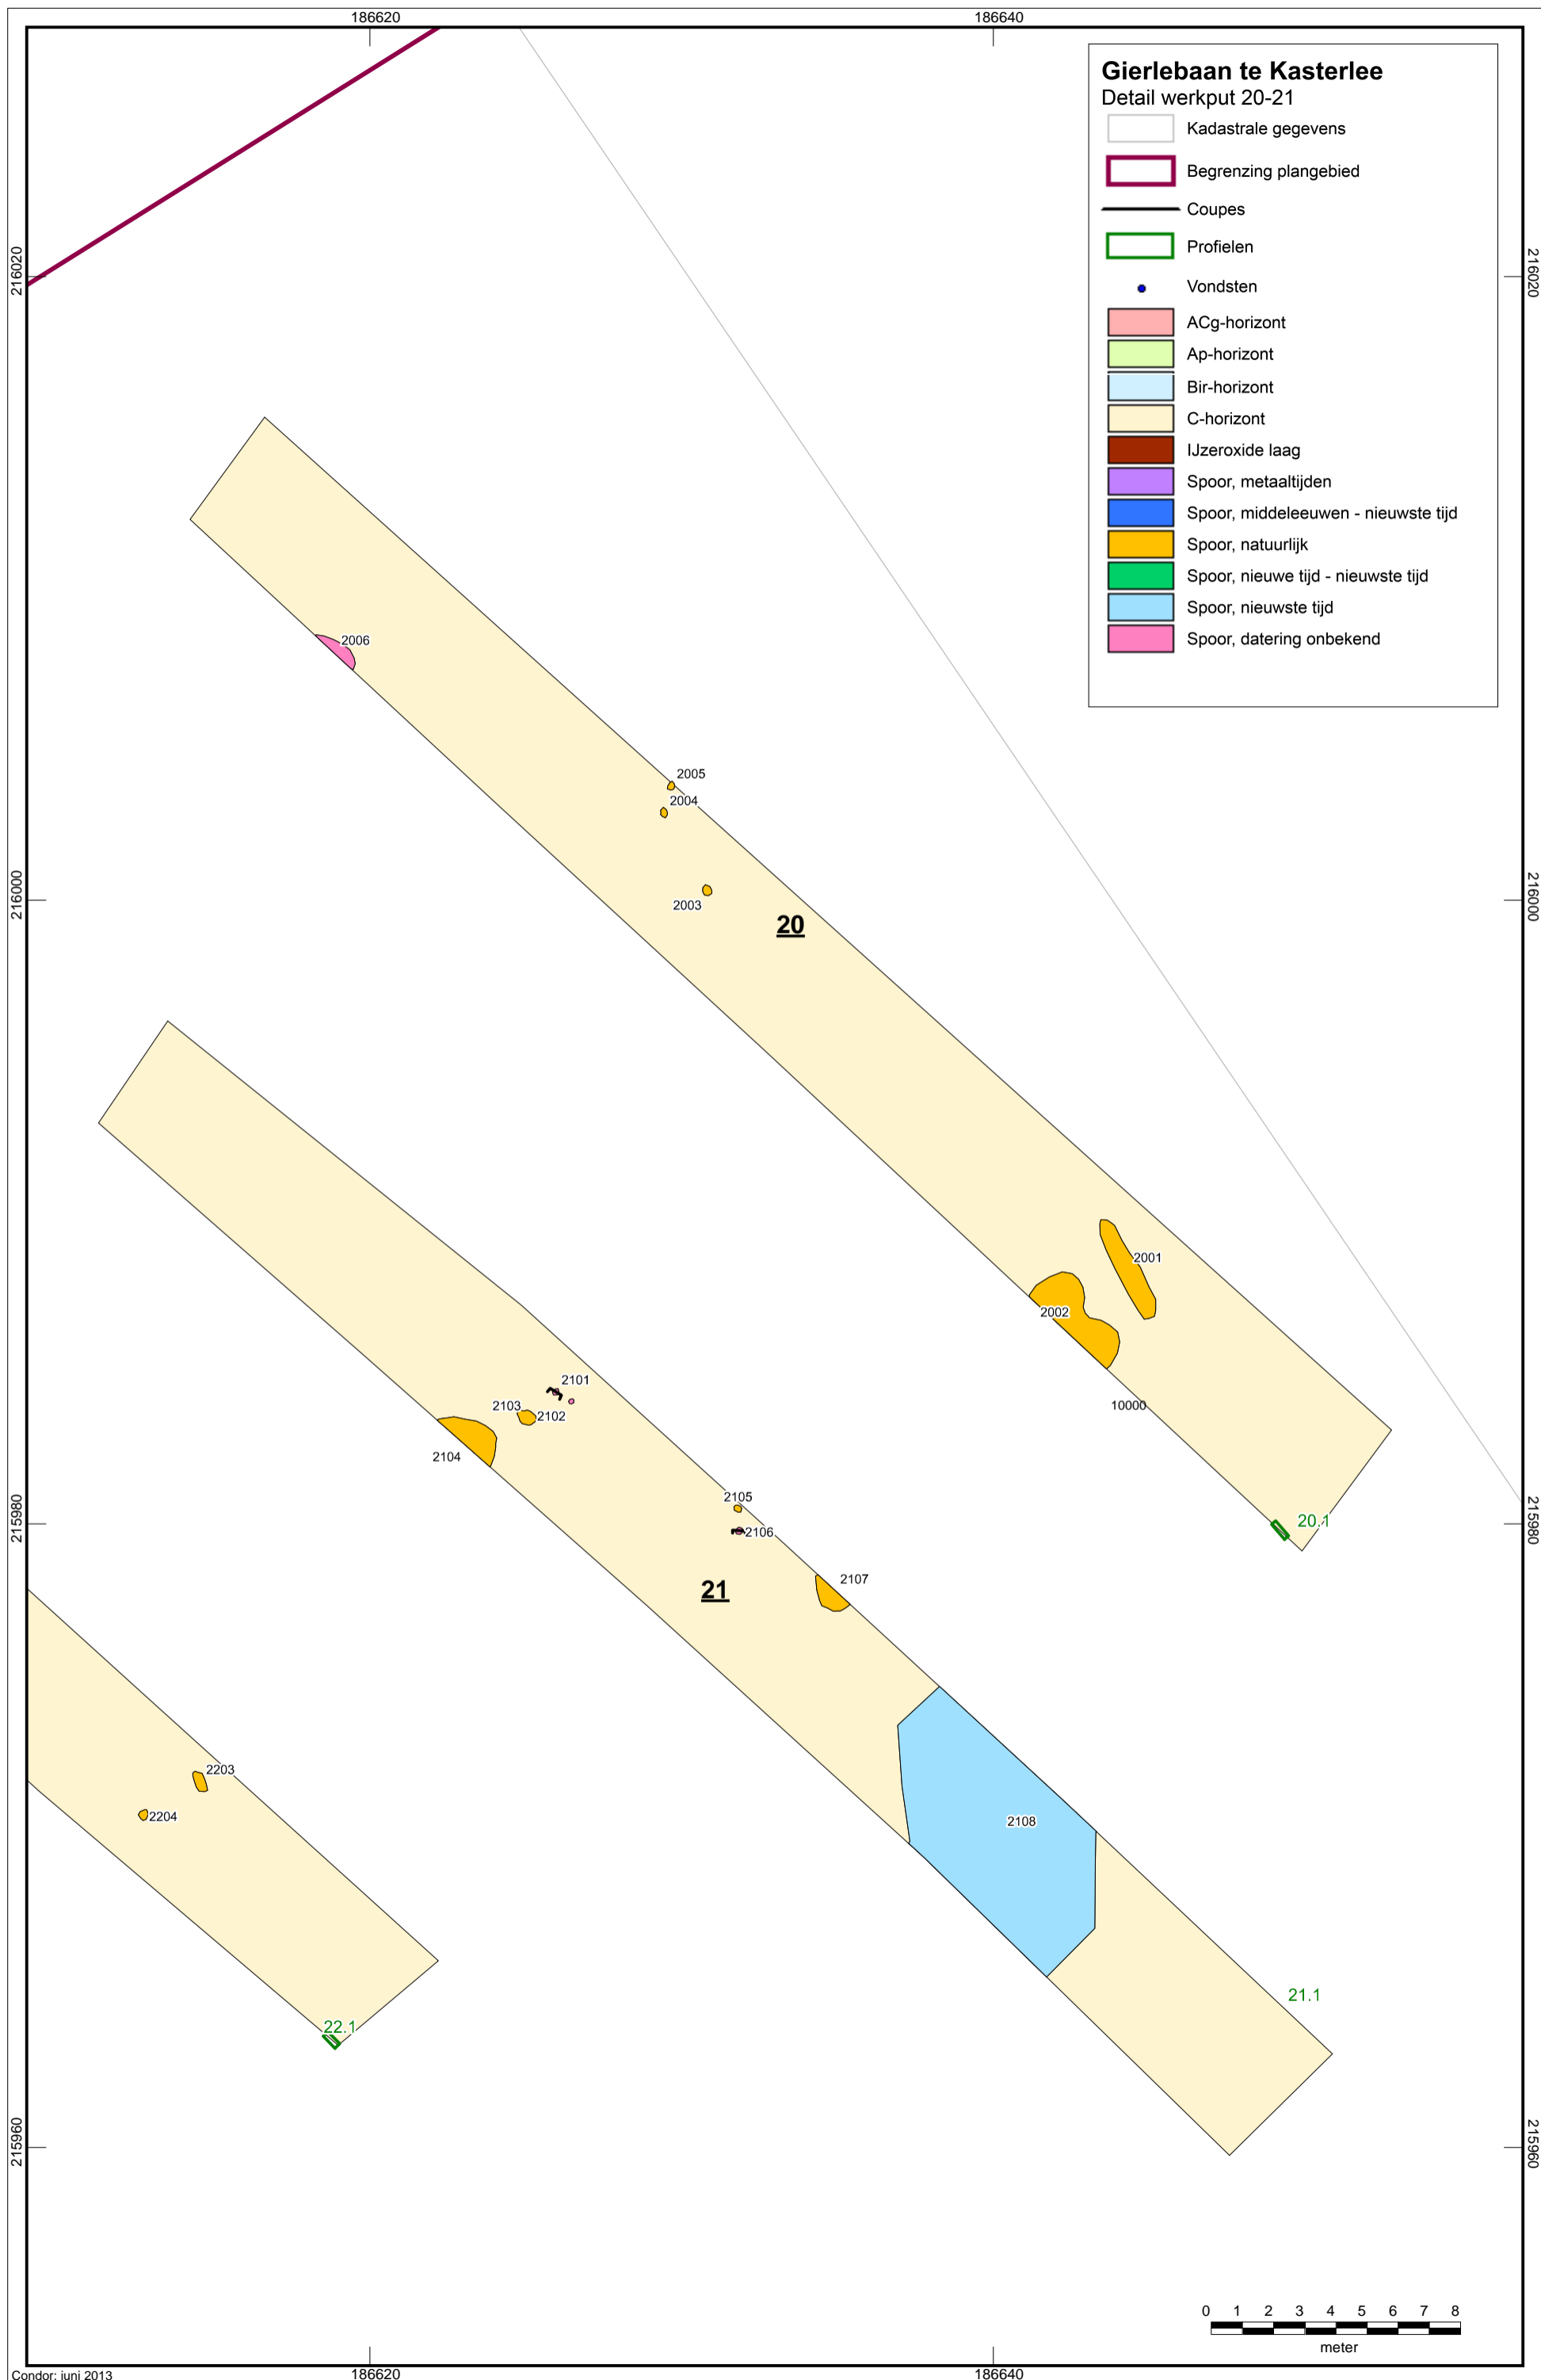 186620
186640
Gierlebaan te Kasterlee
Detail werkput 20-21
Kadastrale gegevens
Begrenzing plangebied
Coupes
Profielen
Vondsten
ACg-horizont
Ap-horizont
Bir-horizont
C-horizont
IJzeroxide laag
Spoor, metaaltijden
Spoor, middeleeuwen - nieuwste tijd
Spoor, natuurlijk
Spoor, nieuwe tijd - nieuwste tijd
Spoor, nieuwste tijd
Spoor, datering onbekend
216020
216020
2006
2005
2004
216000
216000
2003
20
2001
2002
2101
10000
2103
2102
2104
2105
215980
215980
20.1
2106
2107
21
2203
2204
2108
21.1
22.1
215960
215960
0 1 2 3 4 5 6 7 8
meter
Condor: juni 2013
186620
186640